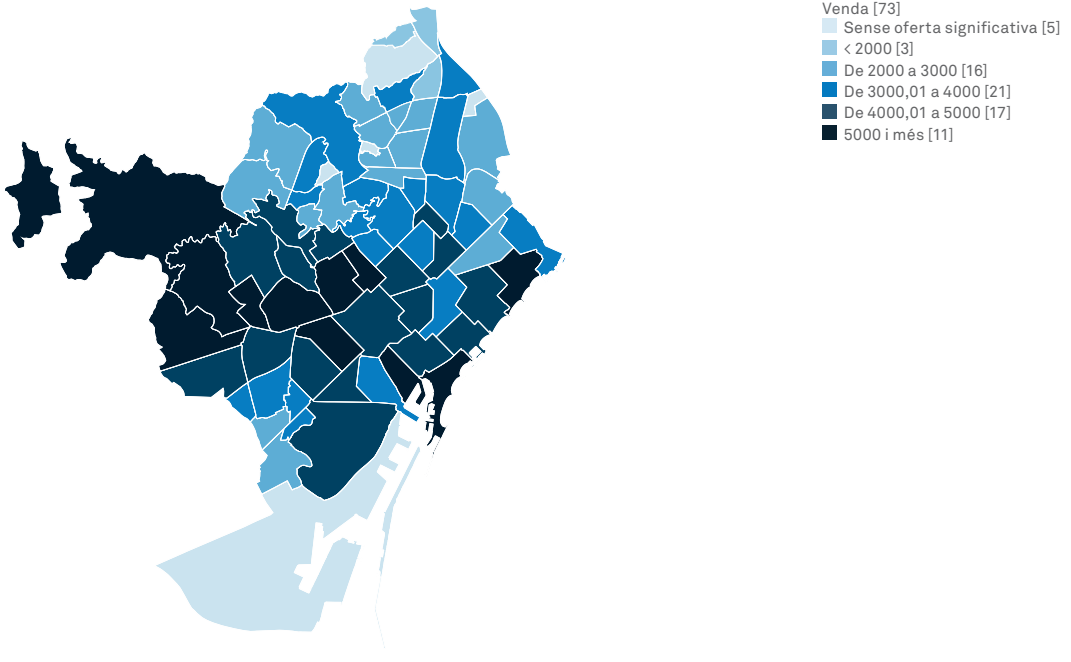 Venda [73]
Sense oferta significativa [5]
< 2000 [3]
De 2000 a 3000 [16]
De 3000,01 a 4000 [21]
De 4000,01 a 5000 [17]
5000 i més [11]